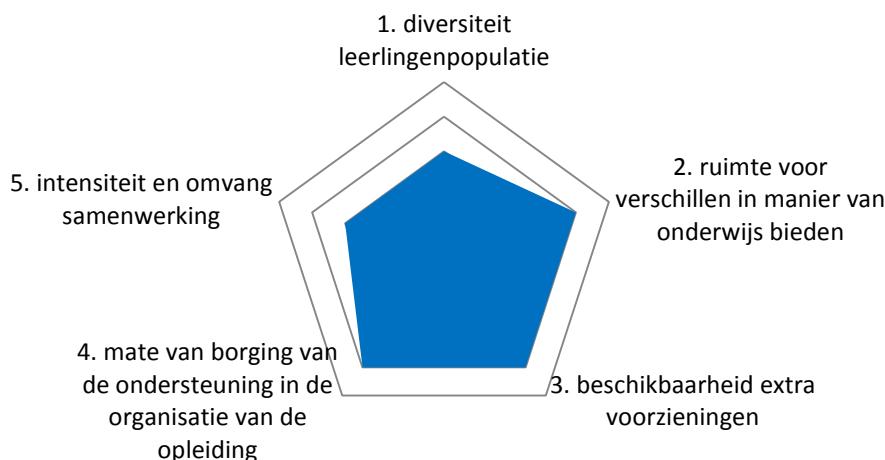 1. diversiteit
leerlingenpopulatie
2. ruimte voor
verschillen in manier van
onderwijs bieden
3. beschikbaarheid extra
voorzieningen
4. mate van borging van
de ondersteuning in de
organisatie van de
opleiding
5. intensiteit en omvang
samenwerking